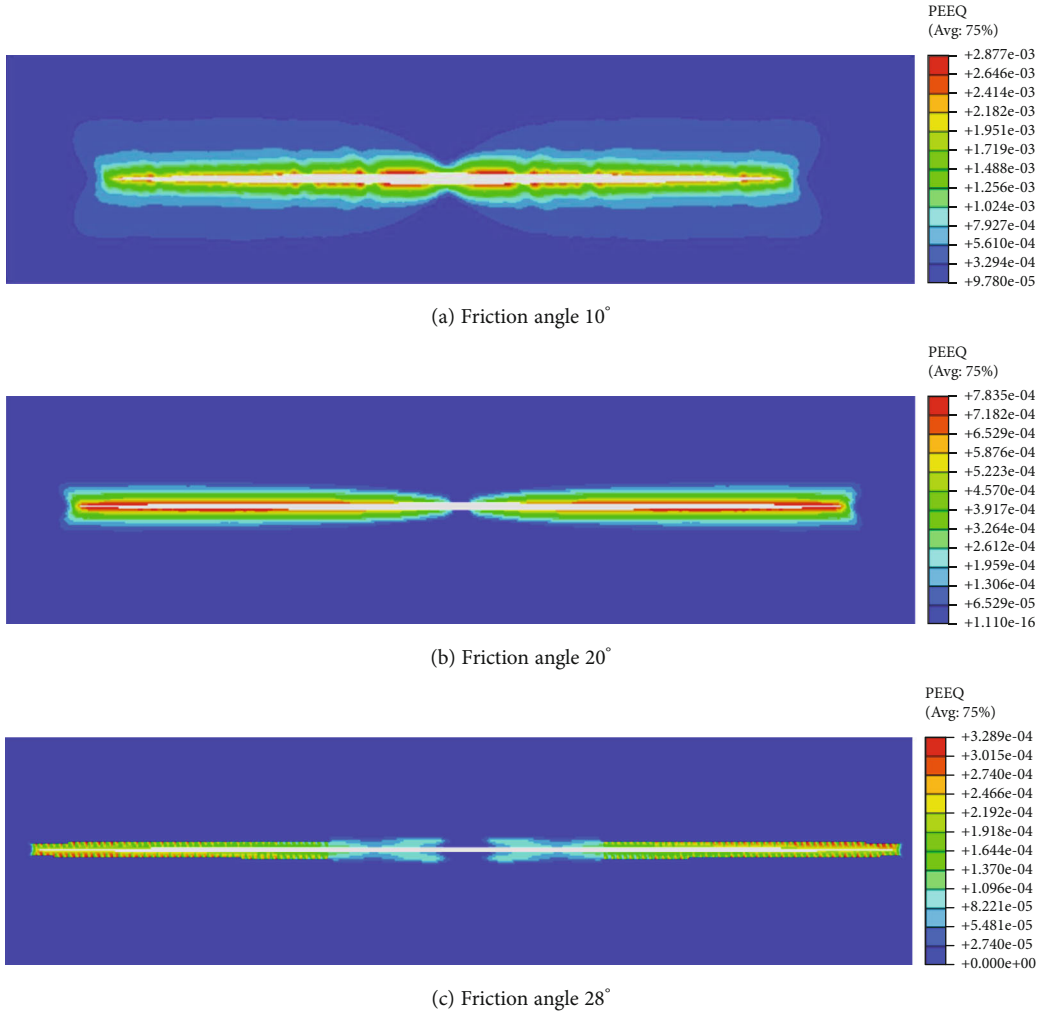 PEEQ
(Avg: 75%)
+2.877e-03
+2.646e-03
+2.414e-03
+2.182e-03
+1.951e-03
+1.719e-03
+1.488e-03
+1.256e-03
+1.024e-03
+7.927e-04
+5.610e-04
+3.294e-04
+9.780e-05
(a) Friction angle 10°
PEEQ
(Avg: 75%)
+7.835e-04
+7.182e-04
+6.529e-04
+5.876e-04
+5.223e-04
+4.570e-04
+3.917e-04
+3.264e-04
+2.612e-04
+1.959e-04
+1.306e-04
+6.529e-05
+1.110e-16
(b) Friction angle 20°
PEEQ
(Avg: 75%)
+3.289e-04
+3.015e-04
+2.740e-04
+2.466e-04
+2.192e-04
+1.918e-04
+1.644e-04
+1.370e-04
+1.096e-04
+8.221e-05
+5.481e-05
+2.740e-05
+0.000e+00
(c) Friction angle 28°